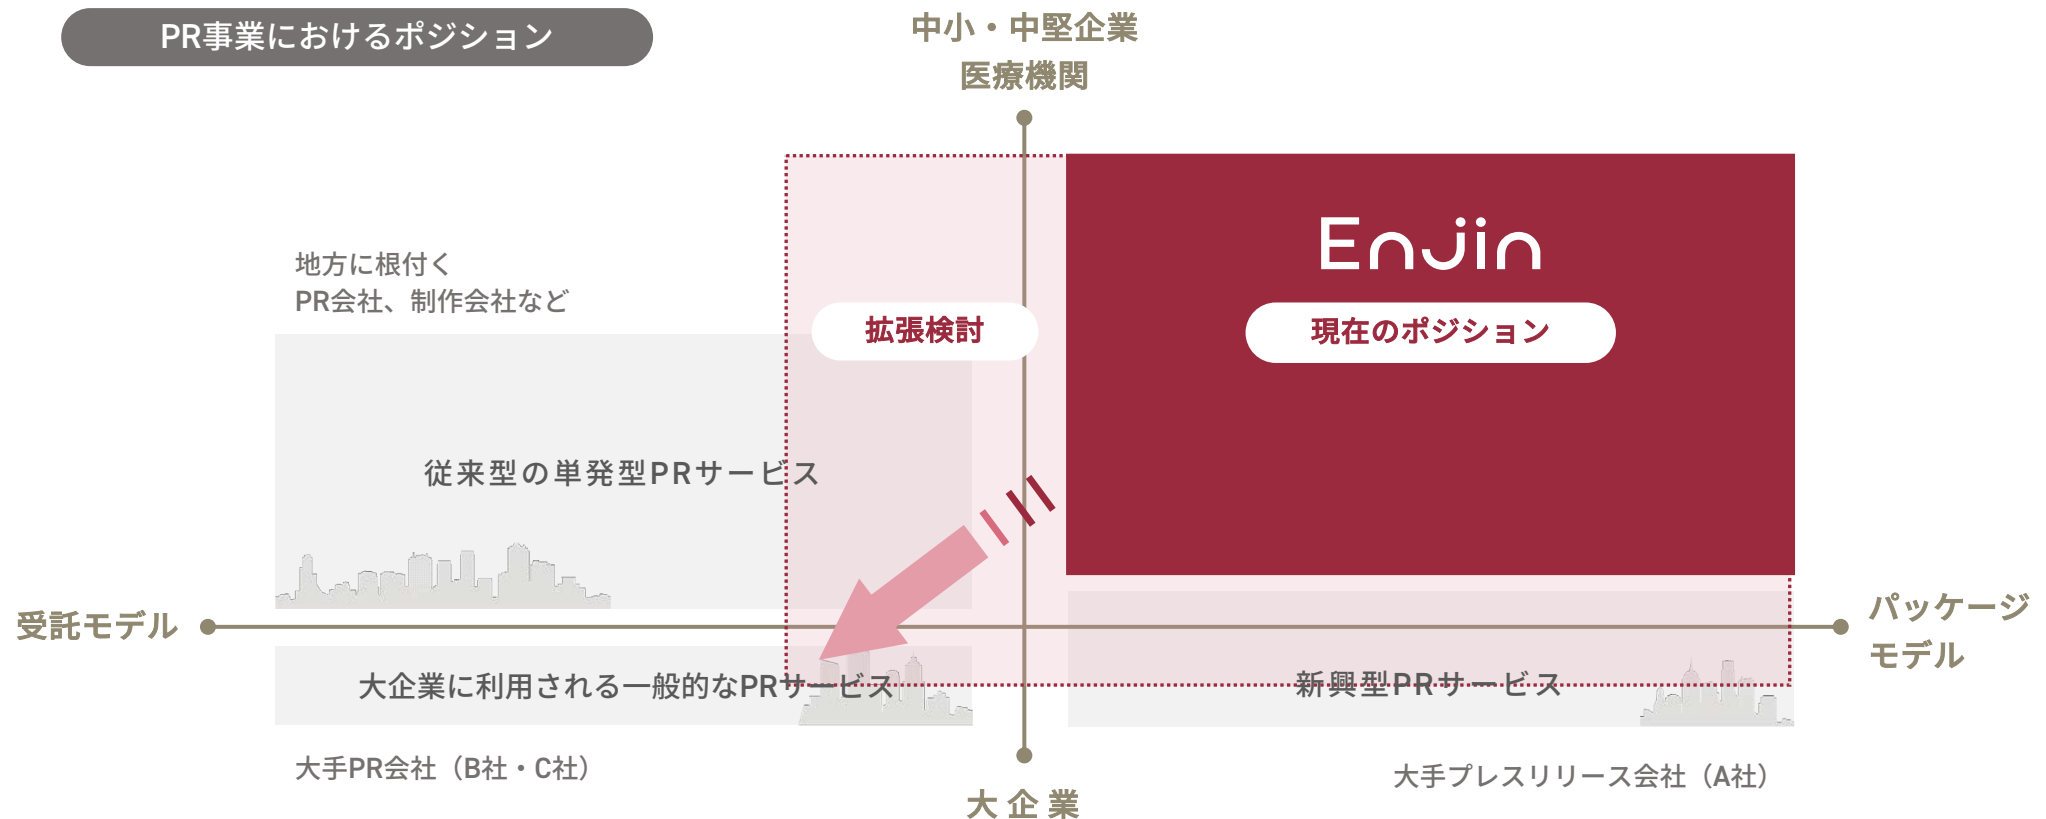 PR事業におけるポジション
中小・中堅企業
医療機関
Enjin
地方に根付く
PR会社、制作会社など
拡張検討
現在のポジション
従来型の単発型PRサービス
受託モデル
パッケージ
モデル
大企業に利用される一般的なPRサービス
新興型PRサービス
大手PR会社（B社・C社）
大手プレスリリース会社（A社）
大企業